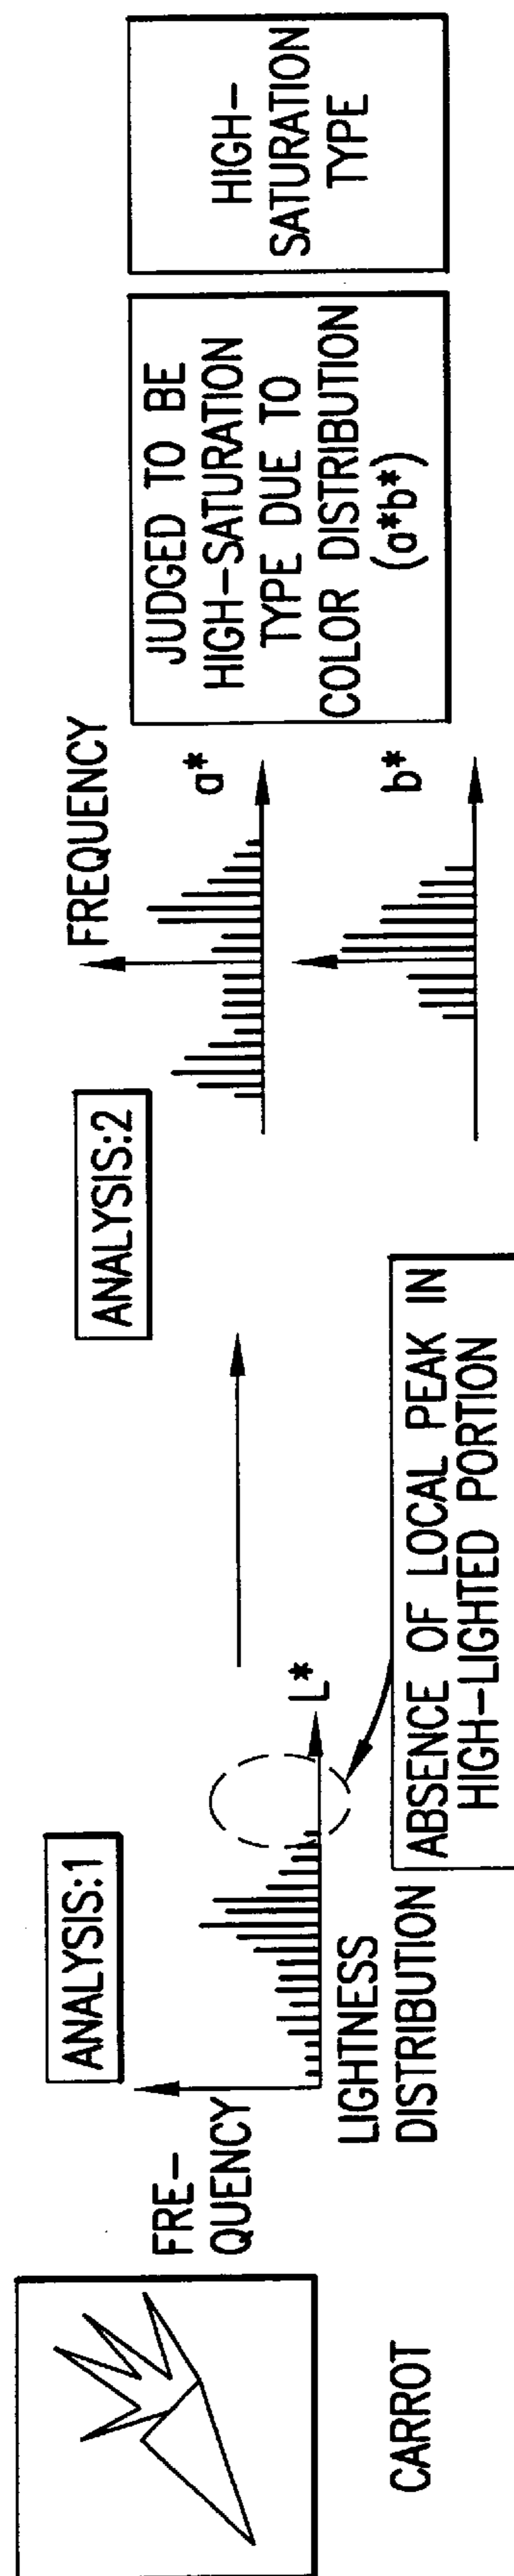 CARROT
FRE-
QUENCY
ANALYSIS:1
L*
LIGHTNESS
DISTRIBUTION
ABSENCE OF LOCAL PEAK IN
HIGH-LIGHTED PORTION
ANALYSIS:2
FREQUENCY
a*
b*
JUDGED TO BE
HIGH-SATURATION
TYPE DUE TO
COLOR DISTRIBUTION
(a*b*)
HIGH-
SATURATION
TYPE